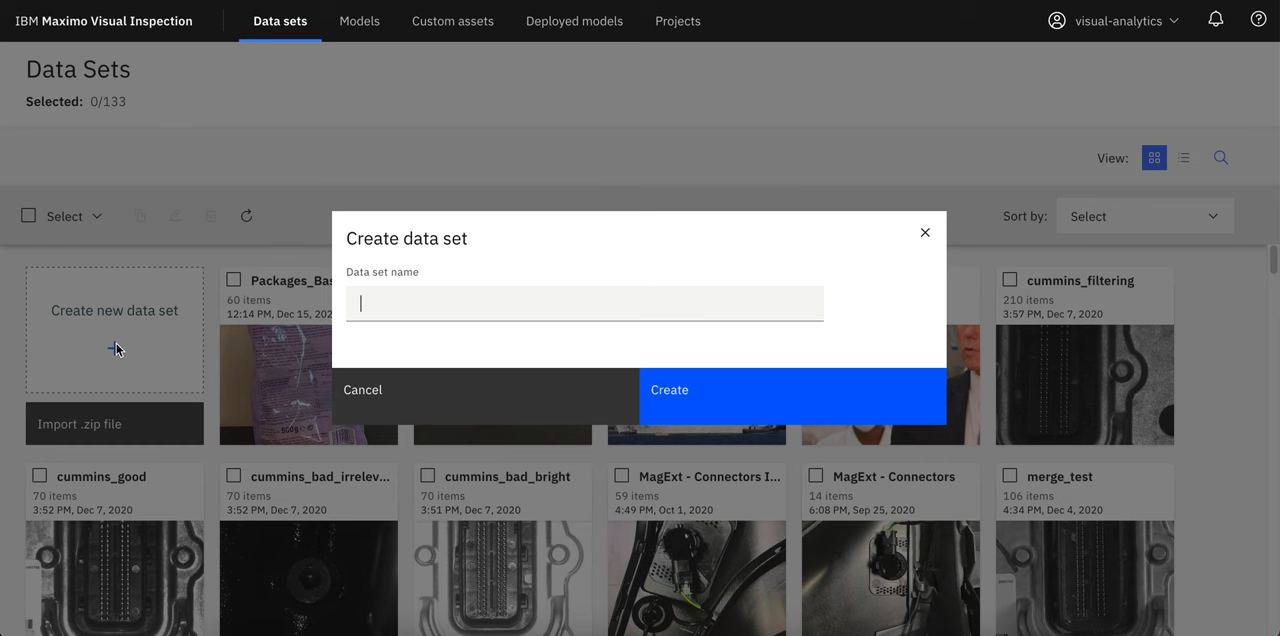 IBM Maximo Visual Inspection
Data sets
Models
Custom assets
Deployed models
Projects
visual-analytics
Data Sets
Selected: 0/133
View:
Select
Sort by:
Select
Create data set
Data set name
Cancel
Create
Create new data set
Import .zip file
Packages_Bas
60 items
12:14 PM, Dec 15, 202
cummins_filtering
210 items
3:57 PM, Dec 7, 2020
500g
cummins_good
70 items
3:52 PM, Dec 7, 2020
cummins_bad_irrelev...
70 items
3:52 PM, Dec 7, 2020
cummins_bad_bright
70 items
3:51 PM, Dec 7, 2020
MagExt - Connectors I...
59 items
4:49 PM, Oct 1, 2020
MagExt - Connectors
14 items
6:08 PM, Sep 25, 2020
merge_test
106 items
4:34 PM, Dec 4, 2020